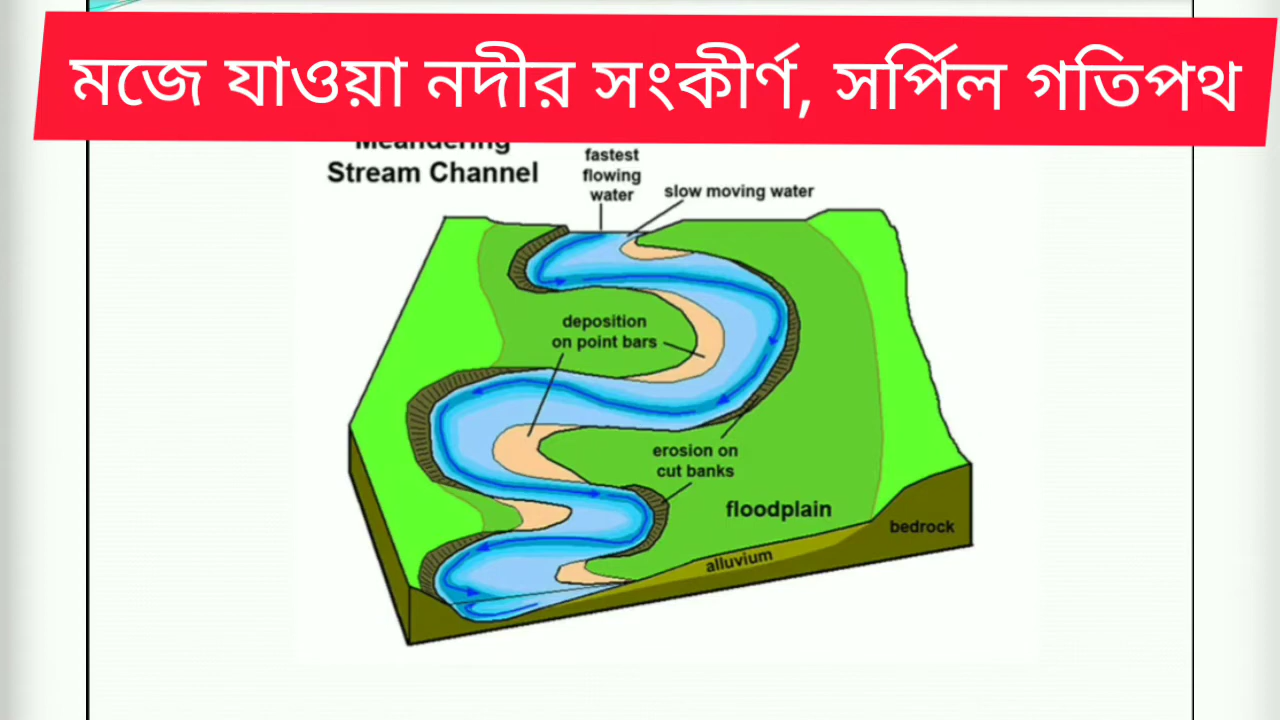 মজে যাওয়া নদীর সংকীর্ণ, সর্পিল গতিপথ
Meandering
Stream Channel
fastest
flowing
water
slow moving water
deposition
on point bars
erosion on
cut banks
floodplain
bedrock
alluvium